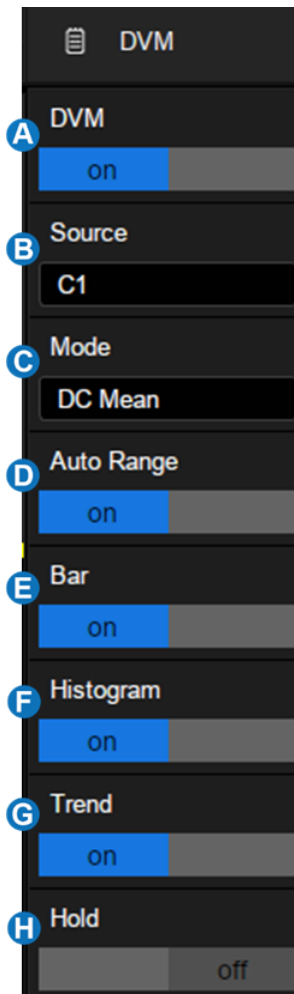 DVM
A
DVM
on
B
Source
C1
C
Mode
DC Mean
D
Auto Range
on
E
Bar
on
F
Histogram
on
G
Trend
on
H
Hold
off